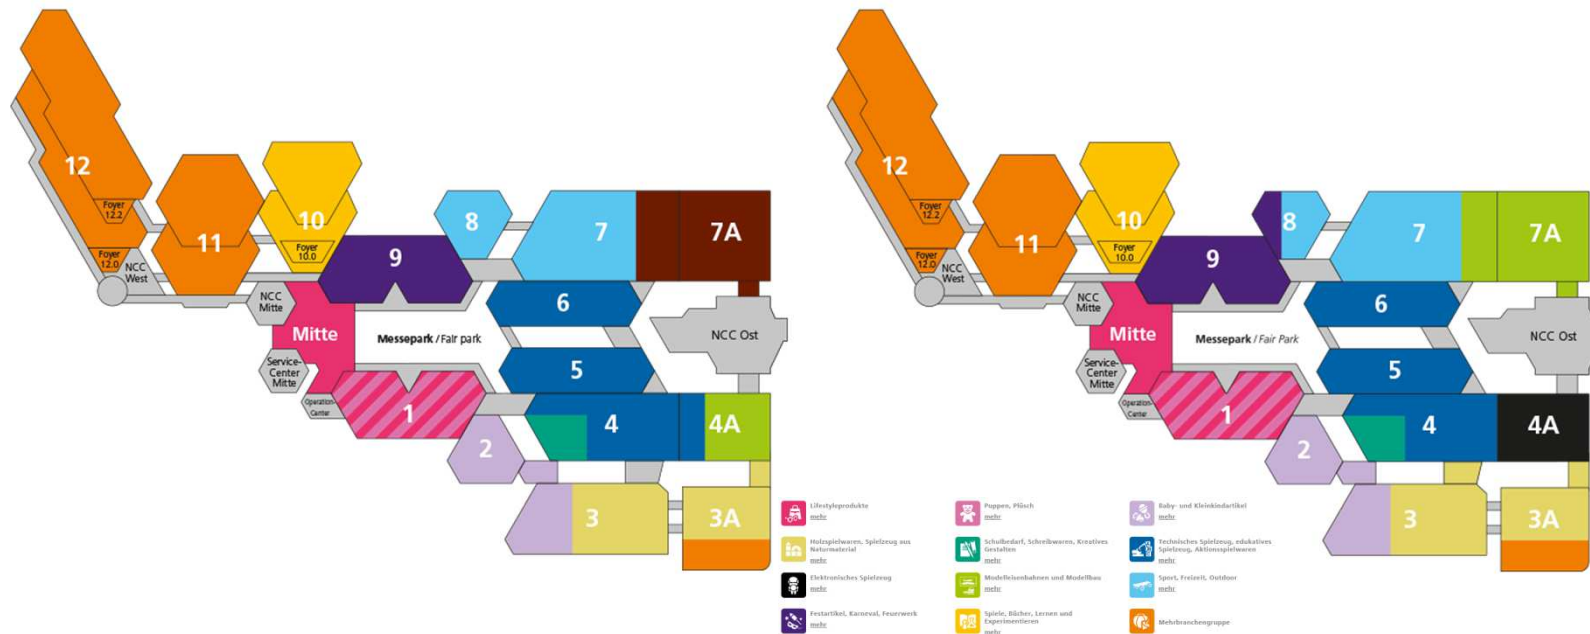 12
Foyer
12.2
Foyer
12.0
NCC
West
11
10
Foyer
10.0
9
8
7
7A
NCC
Mitte
Mitte
Service-
Center
Mitte
Operation-
Center
Messepark / Fair park
6
5
NCC Ost
1
2
4
4A
3
3A
12
Foyer
12.2
Foyer
12.0
NCC
West
11
10
Foyer
10.0
9
8
7
7A
NCC
Mitte
Mitte
Service-
Center
Mitte
Operation-
Center
Messepark / Fair Park
6
5
NCC Ost
1
2
4
4A
3
3A
Lifestyleprodukte
mehr
Puppen, Plüsch
mehr
Baby- und Kleinkindartikel
mehr
Holzspielwaren, Spielzeug aus
Naturmaterial
mehr
Schulbedarf, Schreibwaren, Kreatives
Gestalten
mehr
Technisches Spielzeug, edukatives
Spielzeug, Aktionsspielwaren
mehr
Elektronisches Spielzeug
mehr
Modelleisenbahnen und Modellbau
mehr
Sport, Freizeit, Outdoor
mehr
Festartikel, Karneval, Feuerwerk
mehr
Spiele, Bücher, Lernen und
Experimentieren
mehr
Mehrbranchengruppe